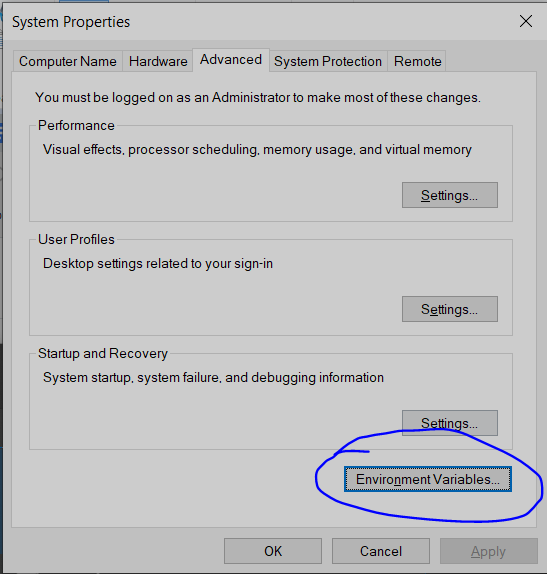 System Properties
Computer Name
Hardware
Advanced
System Protection
Remote
You must be logged on as an Administrator to make most of these changes.
Performance
Visual effects, processor scheduling, memory usage, and virtual memory
Settings...
User Profiles
Desktop settings related to your sign-in
Settings...
Startup and Recovery
System startup, system failure, and debugging information
Settings...
Environment Variables...
OK
Cancel
Apply